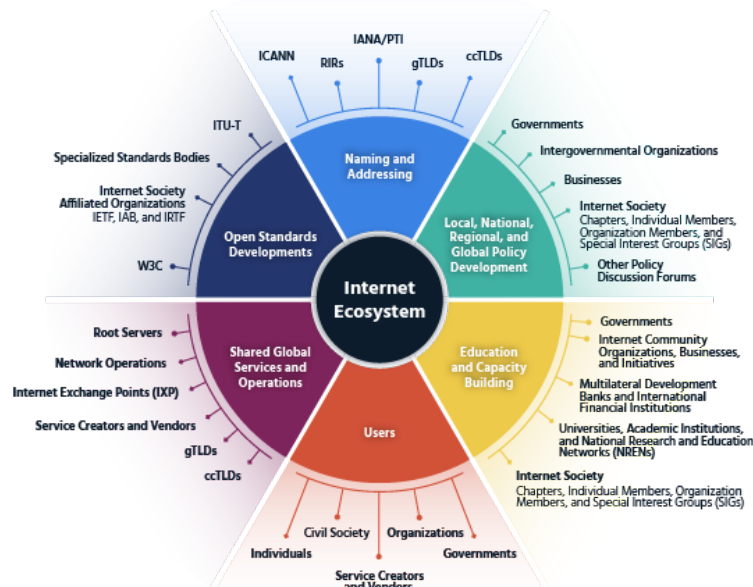 IANA/PTI
ICANN
RIRs
gTLDs
ccTLDs
Naming and
Addressing
Governments
Intergovernmental Organizations
Businesses
Internet Society
Chapters, Individual Members,
Organization Members, and
Special Interest Groups (SIGs)
Other Policy
Discussion Forums
Local, National,
Regional, and
Global Policy
Development
Governments
Internet Community
Organizations, Businesses,
and Initiatives
Multilateral Development
Banks and International
Financial Institutions
Universities, Academic Institutions,
and National Research and Education
Networks (NRENs)
Internet Society
Chapters, Individual Members, Organization
Members, and Special Interest Groups (SIGs)
Education
and Capacity
Building
Users
Individuals
Civil Society
Service Creators
and Vendors
Organizations
Governments
Shared Global
Services and
Operations
Root Servers
Network Operations
Internet Exchange Points (IXP)
Service Creators and Vendors
gTLDs
ccTLDs
Open Standards
Developments
ITU-T
Specialized Standards Bodies
Internet Society
Affiliated Organizations
IETF, IAB, and IRTF
W3C
Internet
Ecosystem